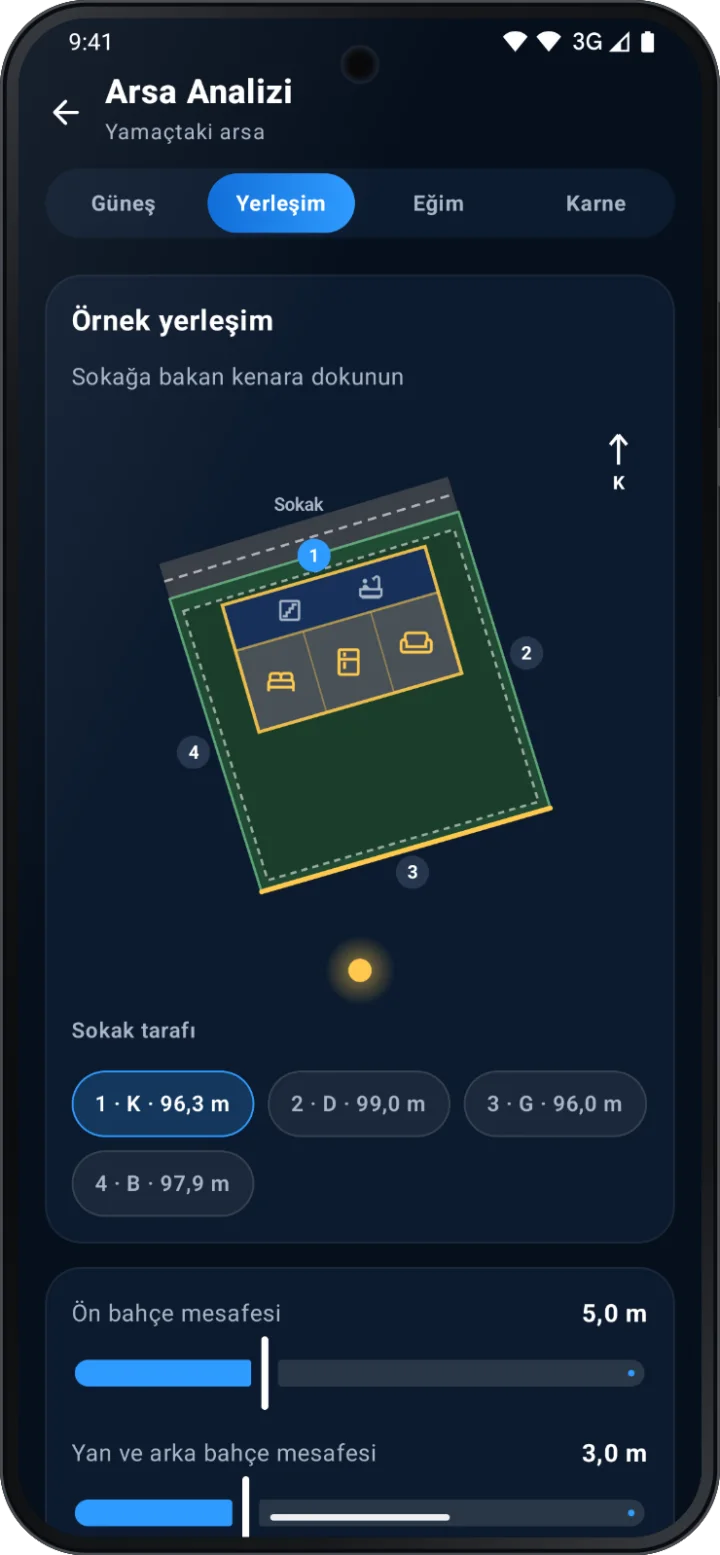 9:41
3G
Arsa Analizi
Yamaçtaki arsa
Güneş
Yerleşim
Eğim
Karne
Örnek yerleşim
Sokağa bakan kenara dokunun
K
Sokak
1
2
4
3
Sokak tarafı
1 · K · 96,3 m
2 · D · 99,0 m
3 · G · 96,0 m
4 · B · 97,9 m
Ön bahçe mesafesi
5,0 m
Yan ve arka bahçe mesafesi
3,0 m